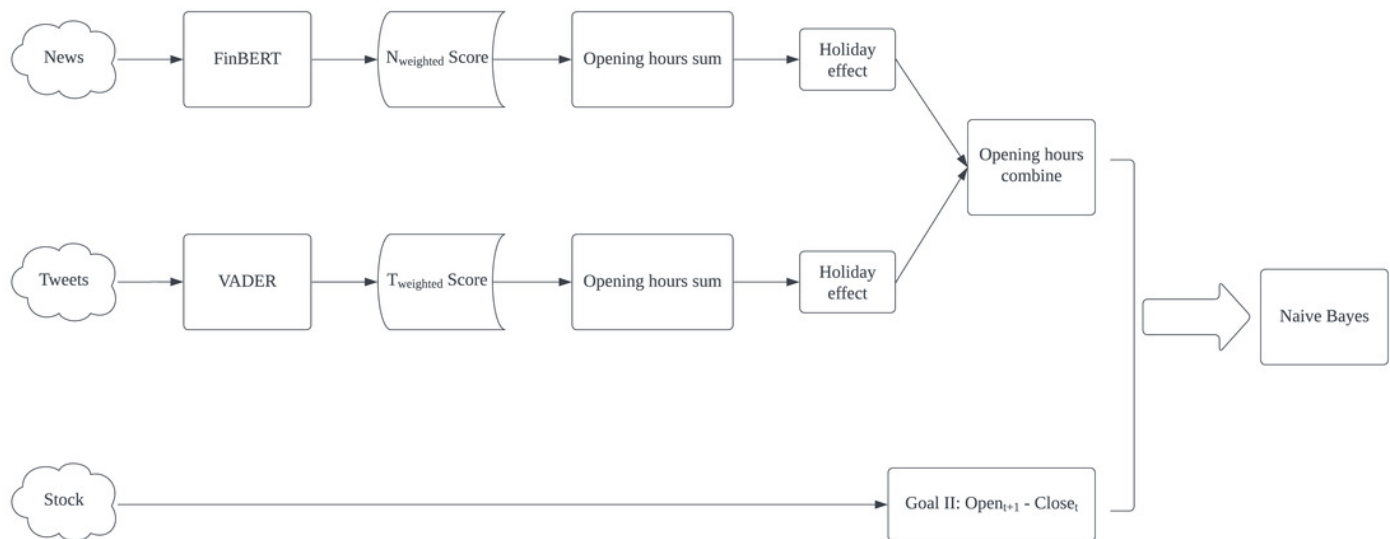 News
FinBERT
Nweighted Score
Opening hours sum
Holiday
effect
Opening hours
combine
Tweets
VADER
Tweighted Score
Opening hours sum
Holiday
effect
Naive Bayes
Stock
Goal II: Opent+1 - Closet